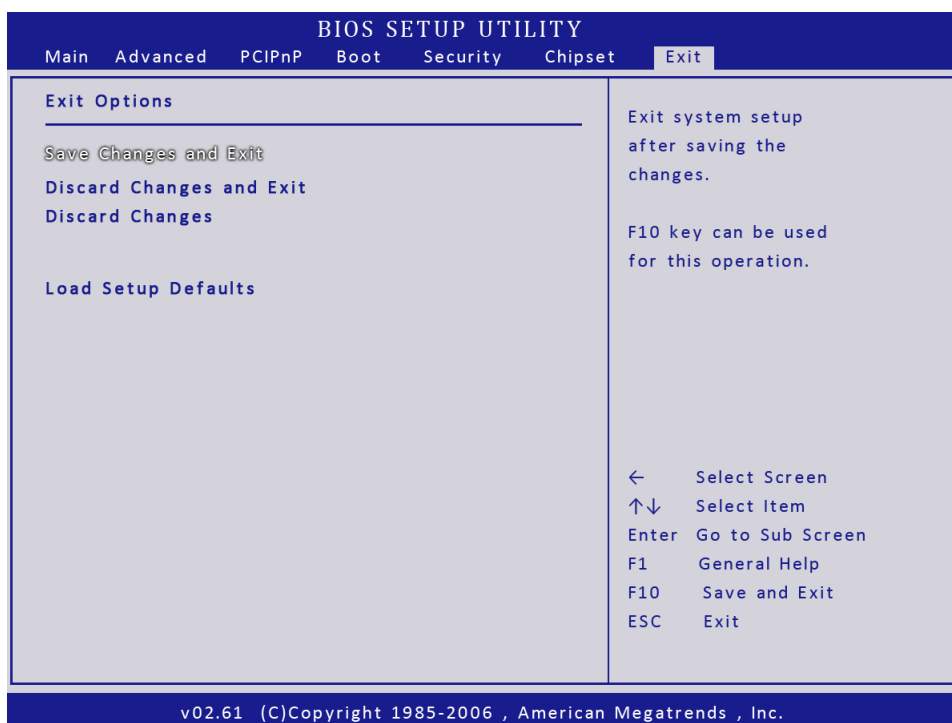 BIOS SETUP UTILITY
Main Advanced PCIPnP Boot Security Chipset Exit
Exit Options
Save Changes and Exit
Discard Changes and Exit
Discard Changes
Load Setup Defaults
Exit system setup
after saving the
changes.
F10 key can be used
for this operation.
← Select Screen
↑↓ Select Item
Enter Go to Sub Screen
F1 General Help
F10 Save and Exit
ESC Exit
v02.61 (C)Copyright 1985-2006 , American Megatrends , Inc.